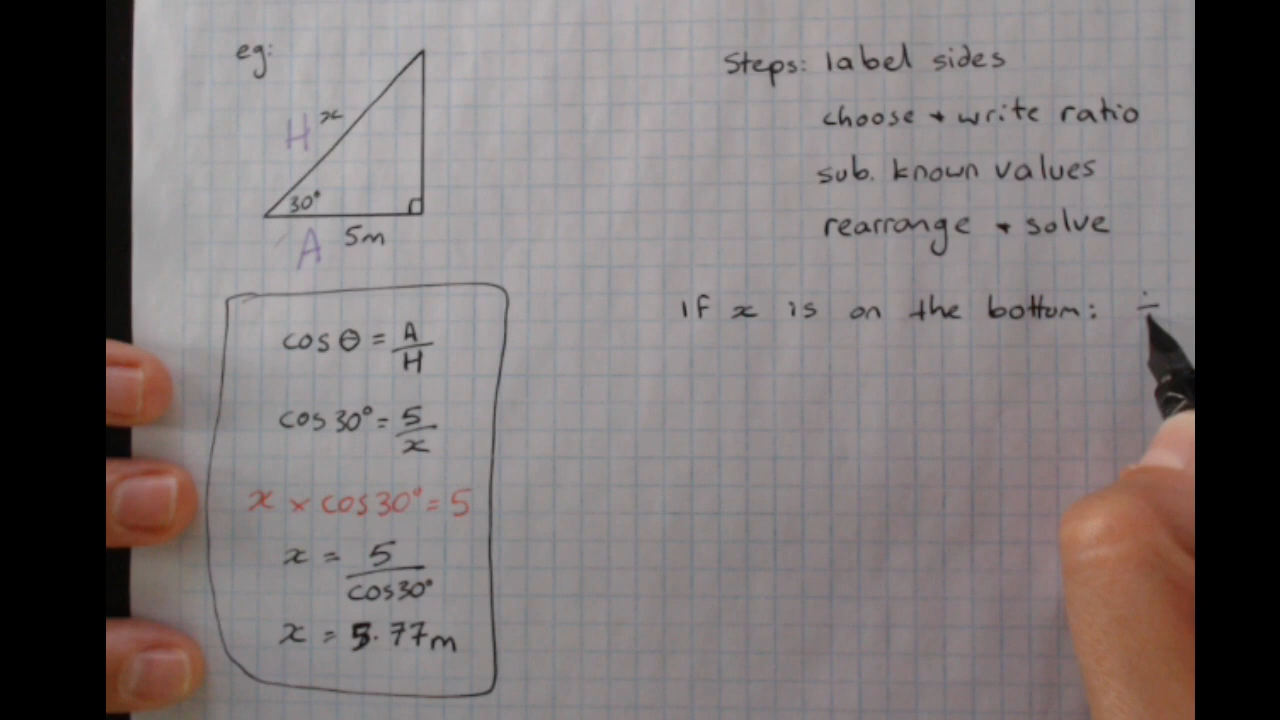 eg:
H x
30°
A 5m
cos θ = A/H
cos 30° = 5/x
x × cos 30° = 5
x = 5/cos30°
x = 5.77m
Steps: label sides
choose + write ratio
sub. known values
rearrange + solve
If x is on the bottom: ÷